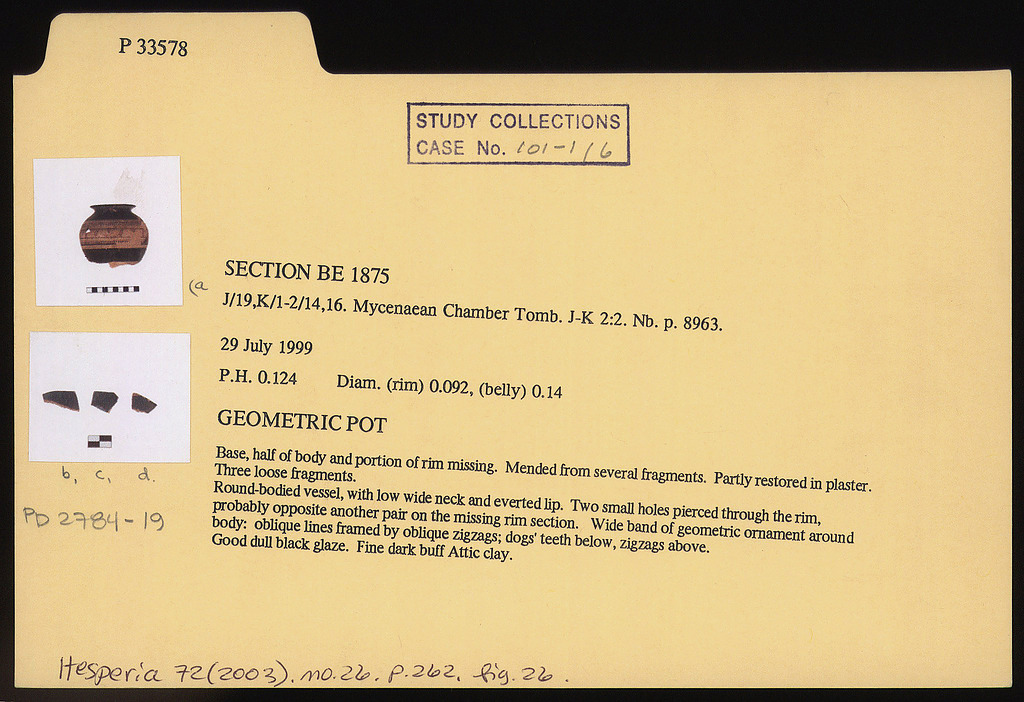 P 33578
STUDY COLLECTIONS
CASE No. 101-1/6
(a
SECTION BE 1875
J/19,K/1-2/14,16. Mycenaean Chamber Tomb. J-K 2:2. Nb. p. 8963.
29 July 1999
P.H. 0.124 Diam. (rim) 0.092, (belly) 0.14
GEOMETRIC POT
Base, half of body and portion of rim missing. Mended from several fragments. Partly restored in plaster.
Three loose fragments.
Round-bodied vessel, with low wide neck and everted lip. Two small holes pierced through the rim,
probably opposite another pair on the missing rim section. Wide band of geometric ornament around
body: oblique lines framed by oblique zigzags; dogs' teeth below, zigzags above.
Good dull black glaze. Fine dark buff Attic clay.
b, c, d.
PD 2784-19
Hesperia 72(2003). no.26. p.262. fig.26.